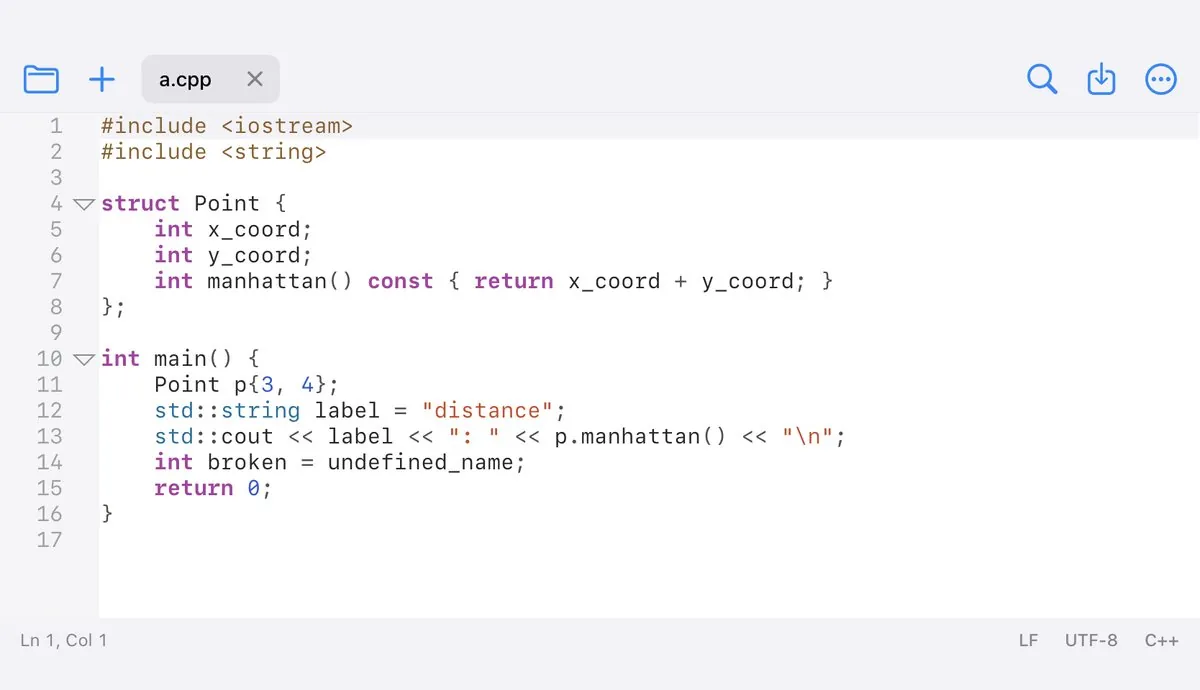 a.cpp
1 #include <iostream>
2 #include <string>
3
4 struct Point {
5     int x_coord;
6     int y_coord;
7     int manhattan() const { return x_coord + y_coord; }
8 };
9
10 int main() {
11     Point p{3, 4};
12     std::string label = "distance";
13     std::cout << label << ": " << p.manhattan() << "\n";
14     int broken = undefined_name;
15     return 0;
16 }
17
Ln 1, Col 1 LF UTF-8 C++